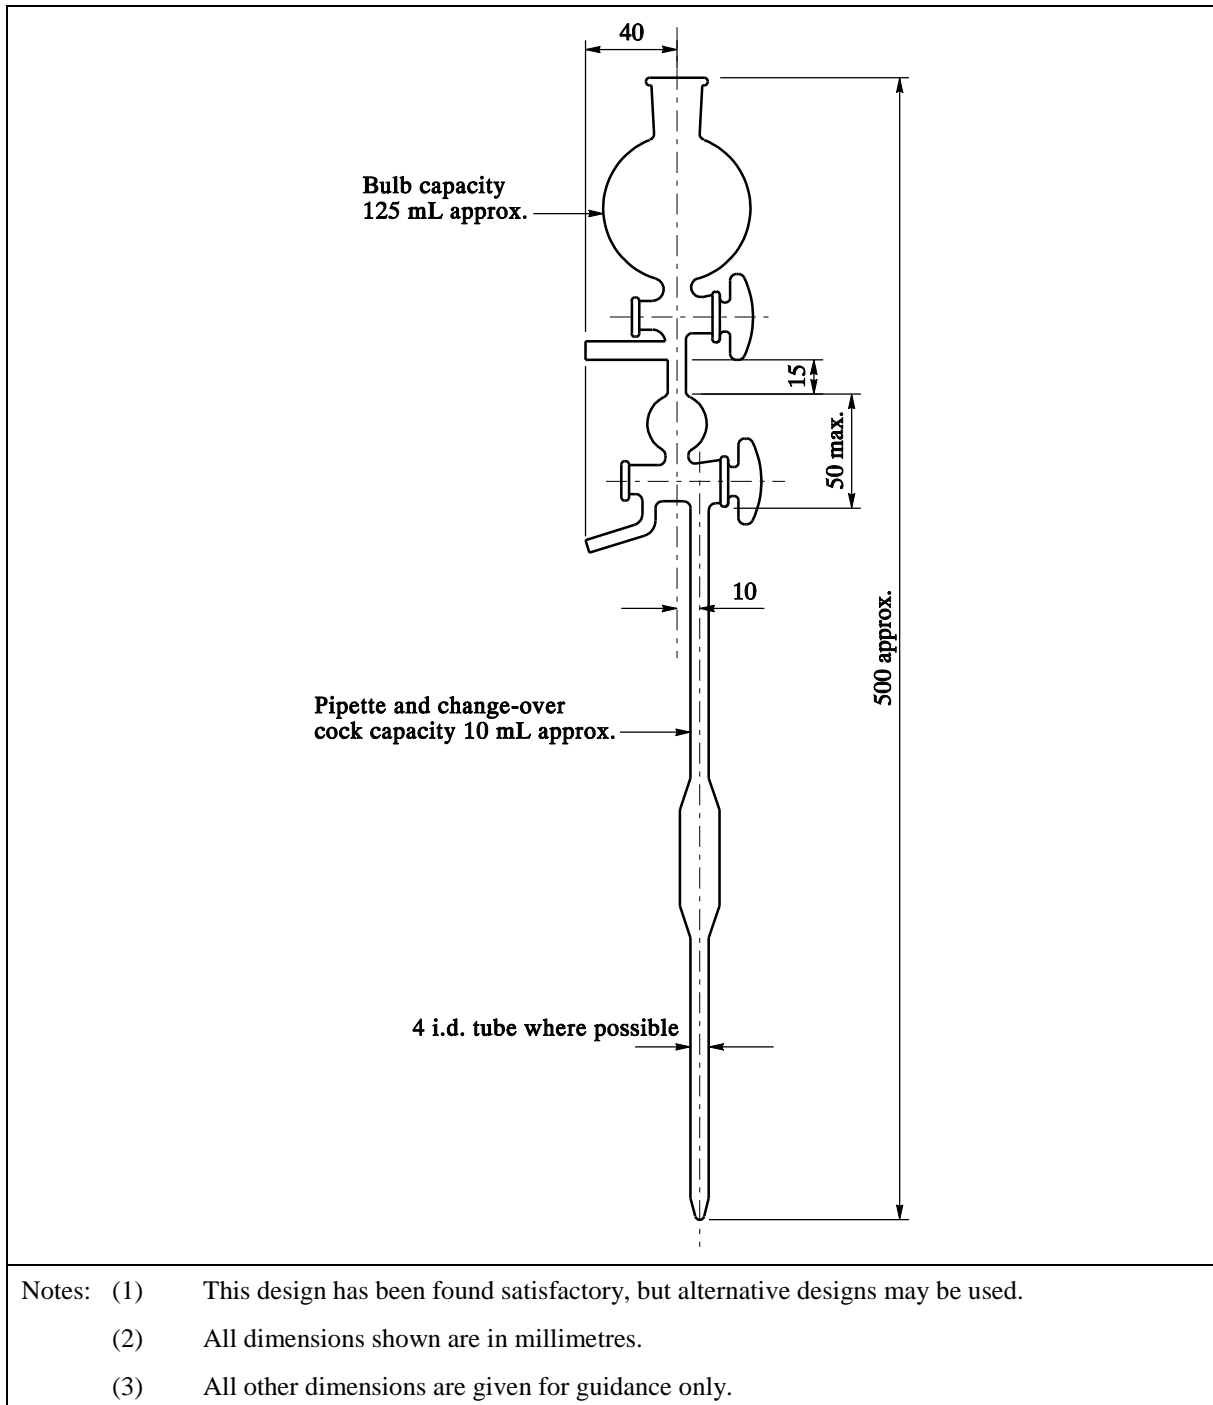 40
Bulb capacity
125 mL approx.
15
50 max.
10
500 approx.
Pipette and change-over
cock capacity 10 mL approx.
4 i.d. tube where possible
Notes: (1) This design has been found satisfactory, but alternative designs may be used.
(2) All dimensions shown are in millimetres.
(3) All other dimensions are given for guidance only.